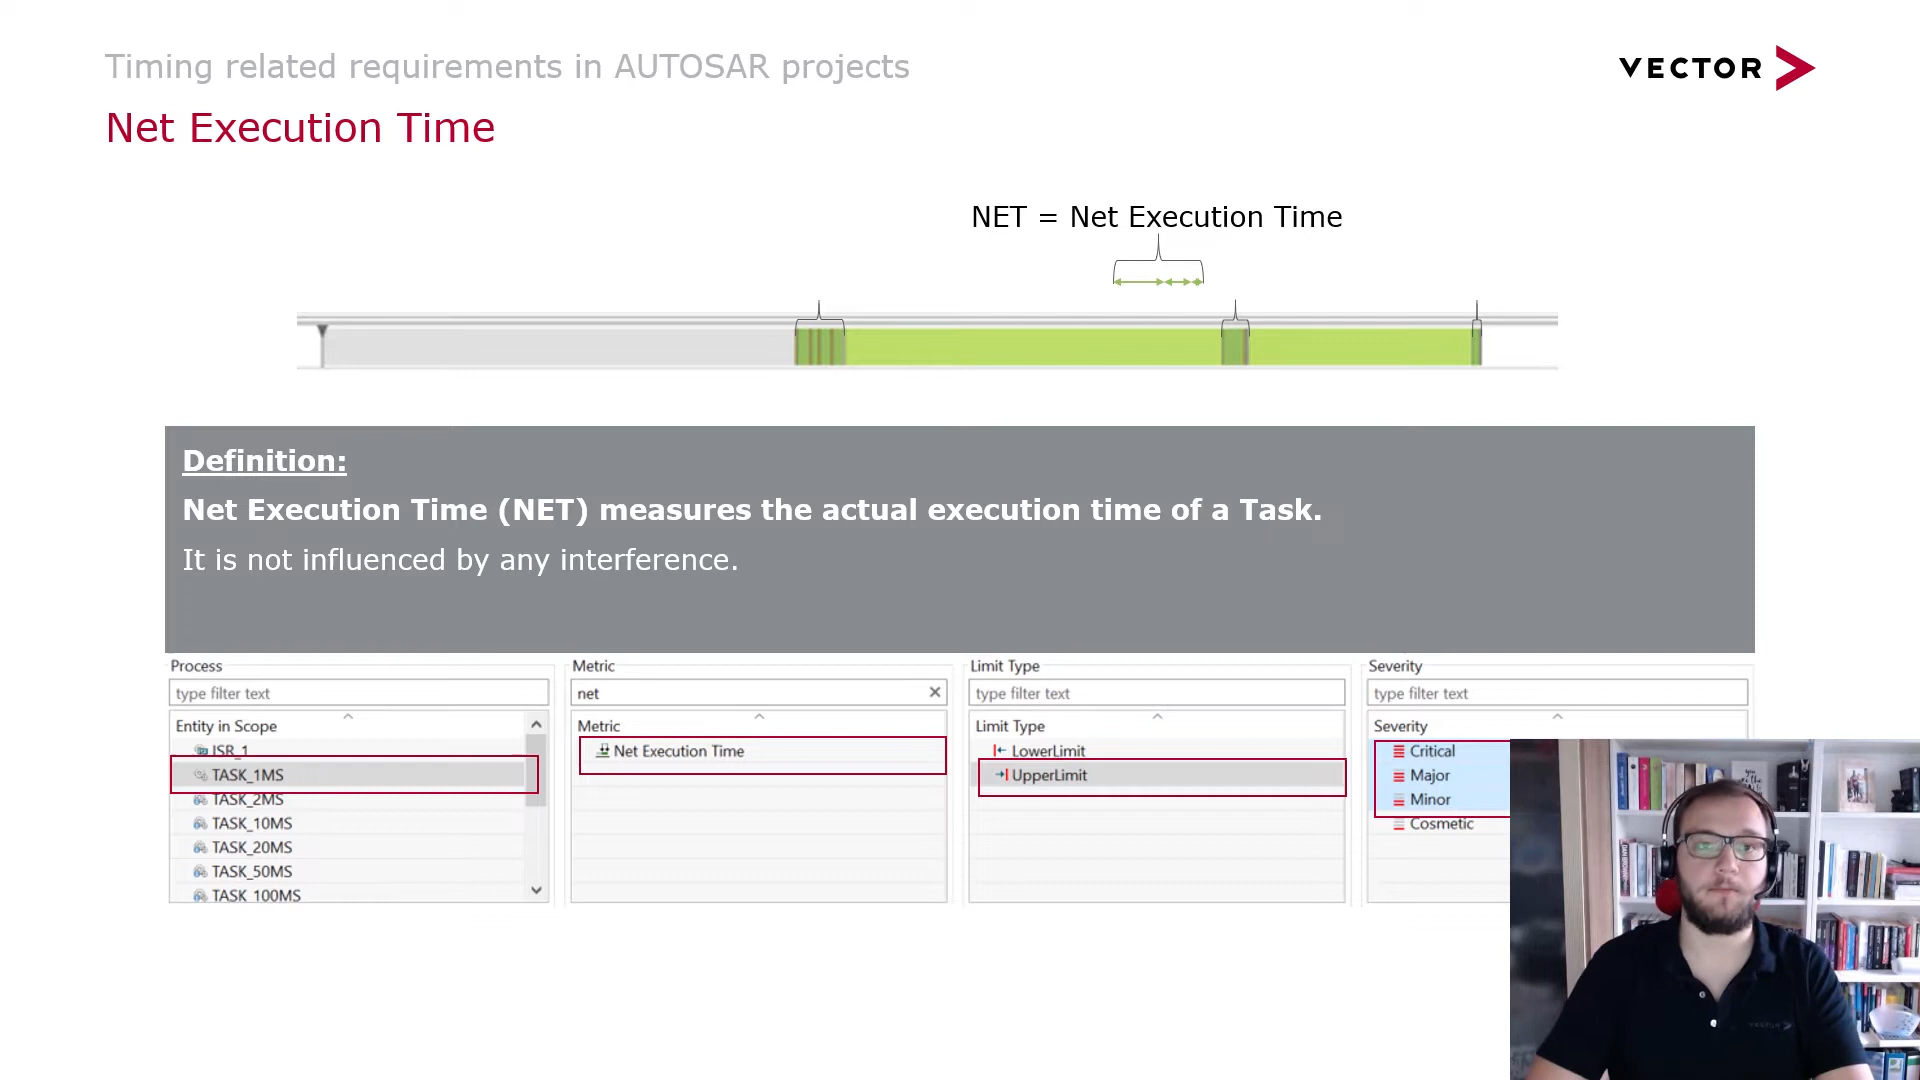 Timing related requirements in AUTOSAR projects
VECTOR
Net Execution Time
NET = Net Execution Time
Definition:
Net Execution Time (NET) measures the actual execution time of a Task.
It is not influenced by any interference.
Process
Metric
Limit Type
Severity
type filter text
net
type filter text
type filter text
Entity in Scope
Metric
Limit Type
Severity
ISR_1
Net Execution Time
LowerLimit
Critical
TASK_1MS
UpperLimit
Major
TASK_2MS
Minor
TASK_10MS
Cosmetic
TASK_20MS
TASK_50MS
TASK_100MS